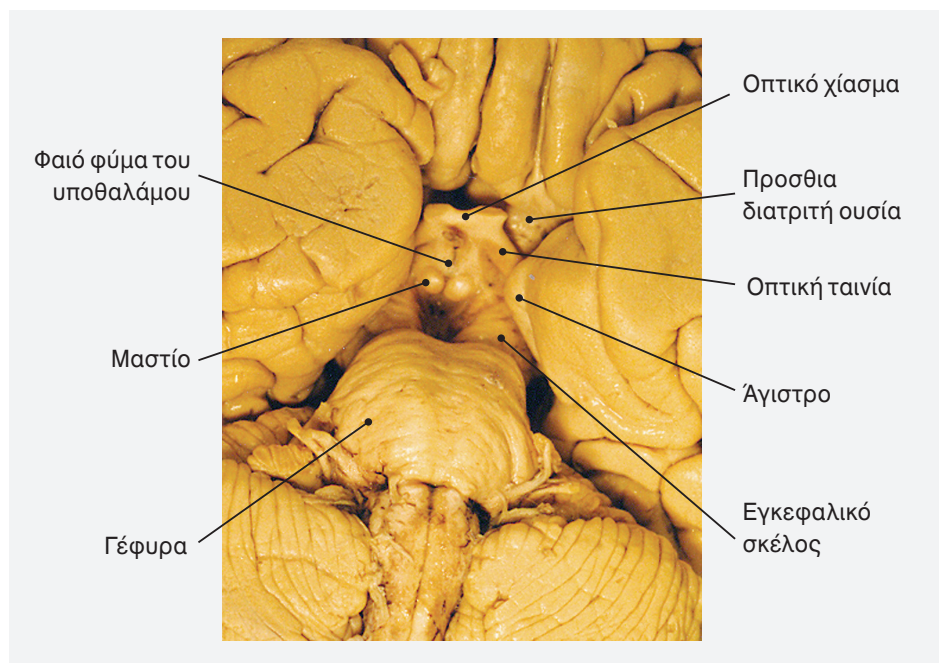 Οπτικό χίασμα
Φαιό φύμα του
υποθαλάμου
Προσθια
διατριτή ουσία
Οπτική ταινία
Μαστίο
Άγιστρο
Εγκεφαλικό
σκέλος
Γέφυρα